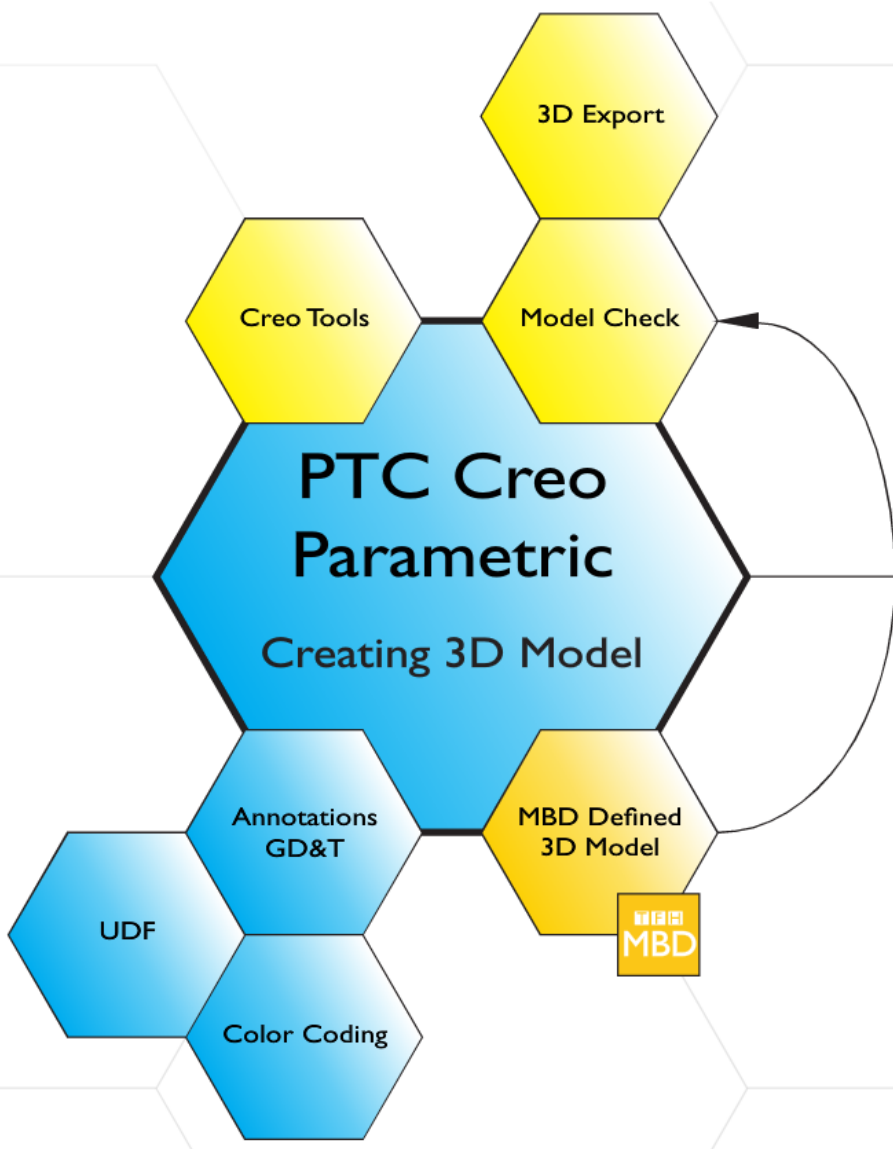 3D Export
Creo Tools
Model Check
PTC Creo
Parametric
Creating 3D Model
Annotations
GD&T
MBD Defined
3D Model
UDF
TFH
MBD
Color Coding